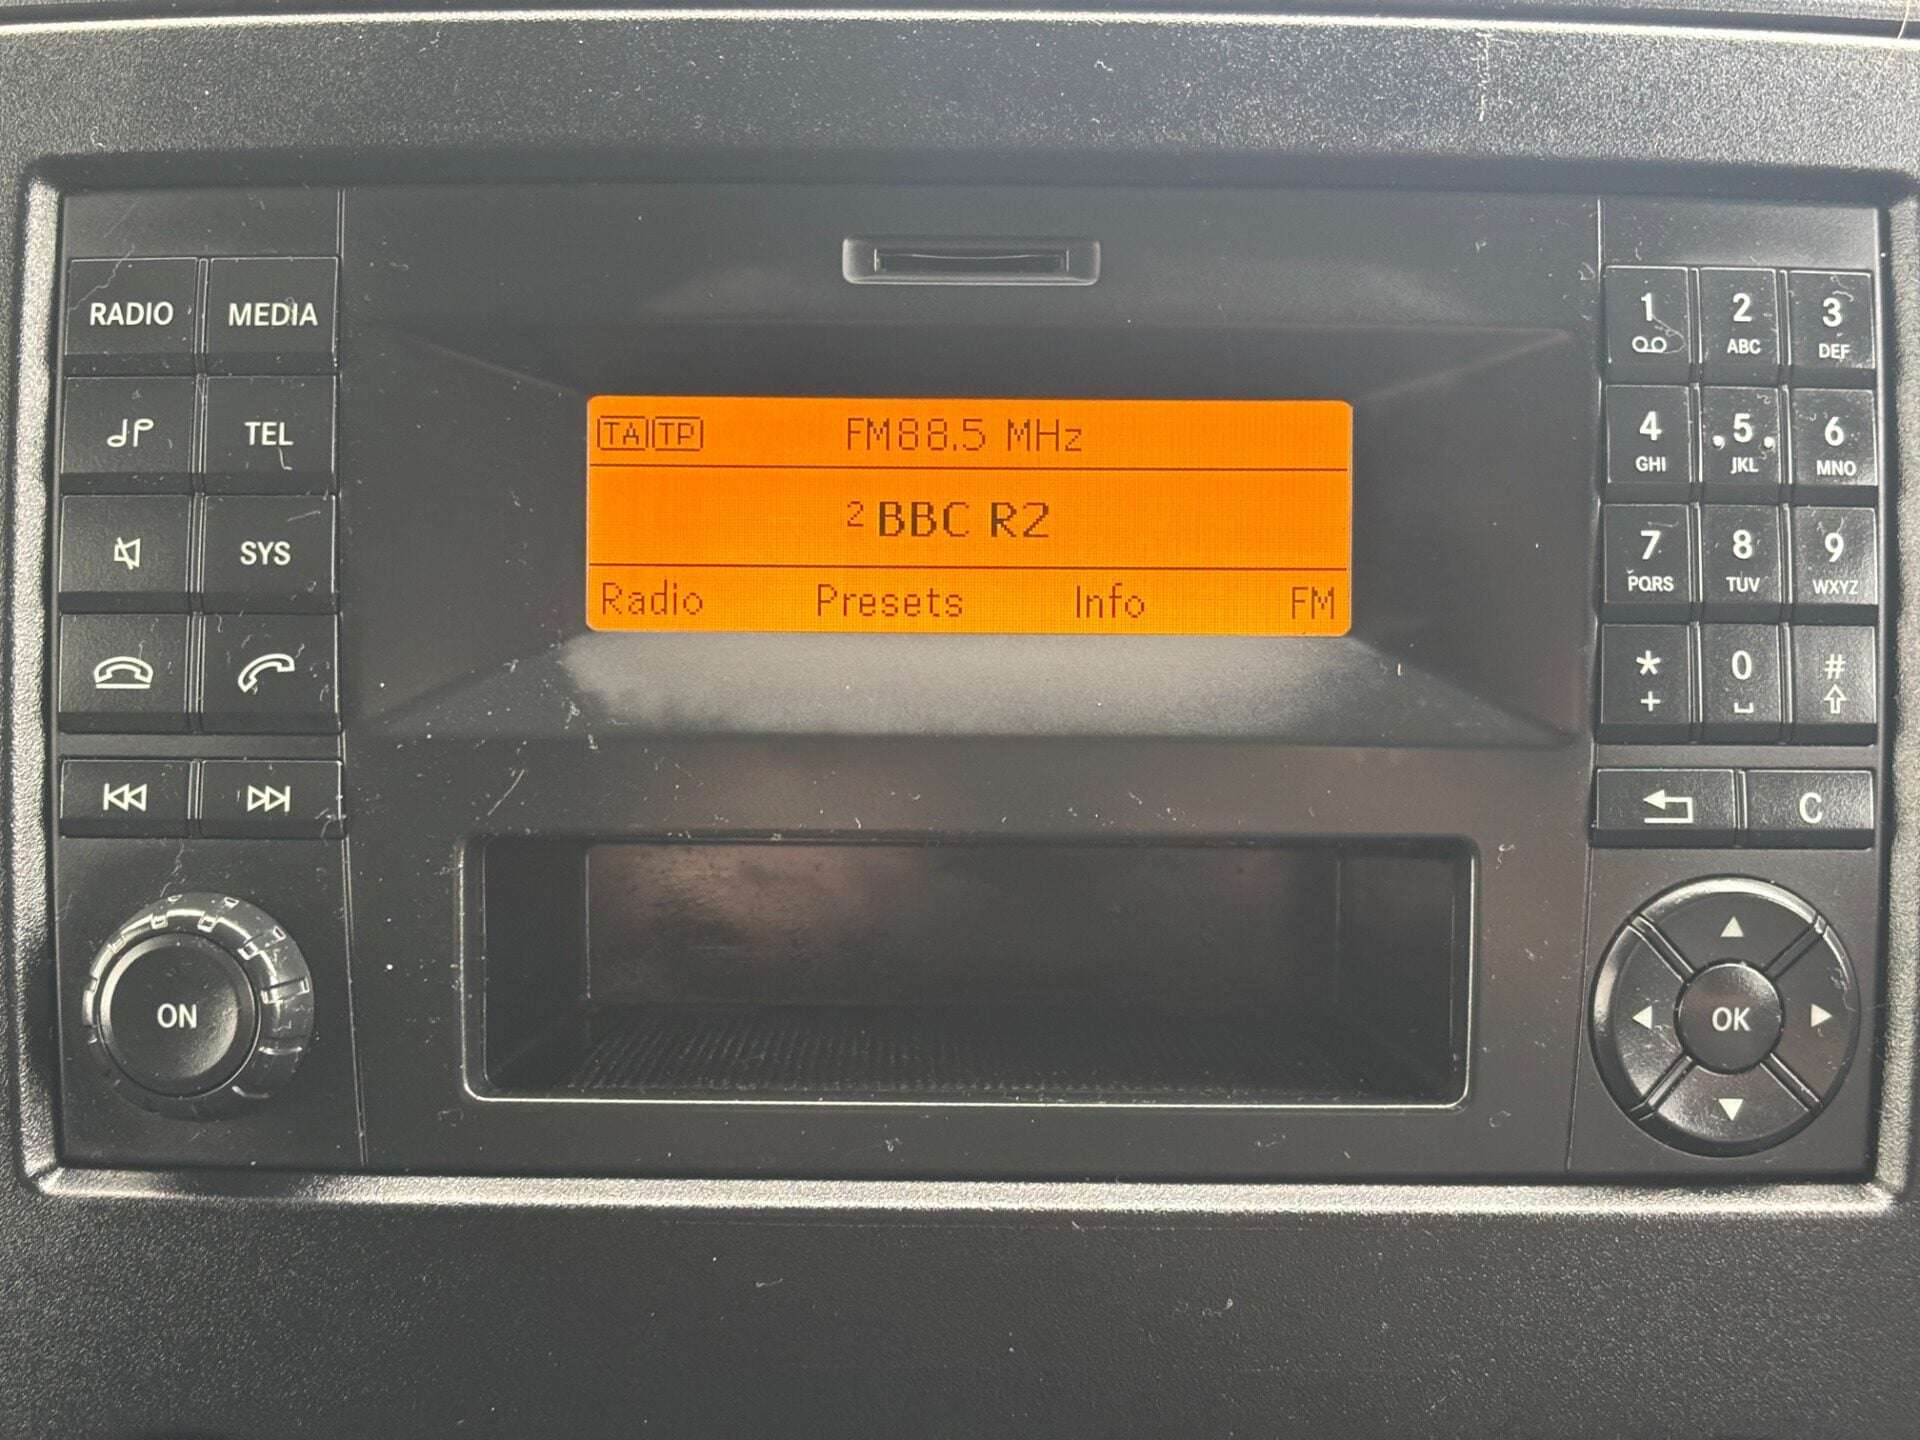 RADIO MEDIA
TEL
SYS
ON
TA TP FM88.5 MHz
2 BBC R2
Radio Presets Info FM
1 2 3
ABC DEF
4 5 6
GHI JKL MNO
7 8 9
PQRS TUV WXYZ
* 0 #
+
C
OK